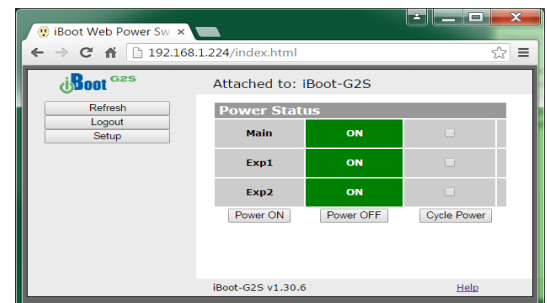 iBoot Web Power Sw
192.168.1.224/index.html
iBoot G2S
Attached to: iBoot-G2S
Refresh
Logout
Setup
Power Status
Main ON
Exp1 ON
Exp2 ON
Power ON Power OFF Cycle Power
iBoot-G2S v1.30.6 Help